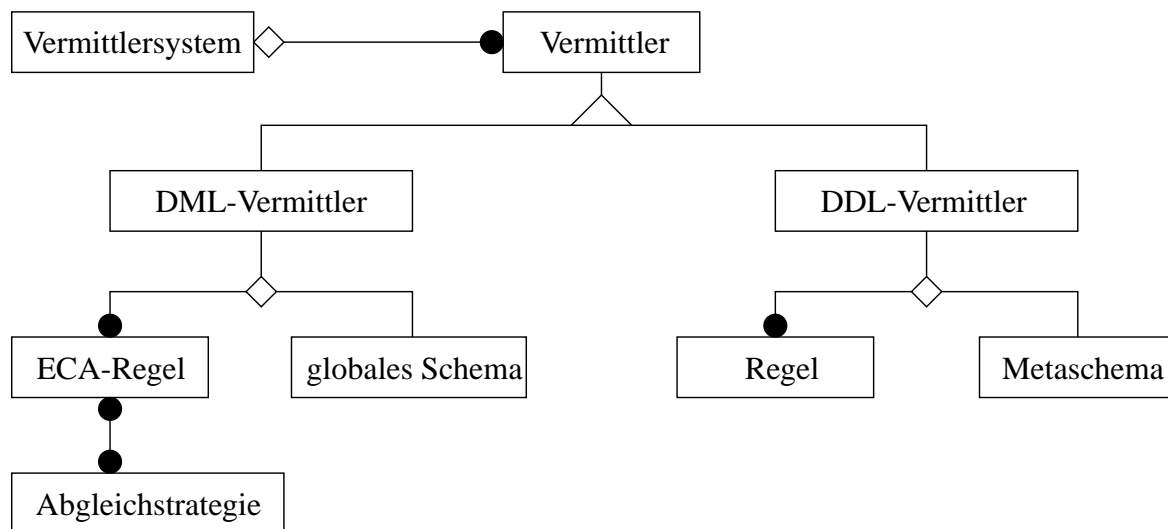 Vermittlersystem
Vermittler
DML-Vermittler
DDL-Vermittler
ECA-Regel
globales Schema
Regel
Metaschema
Abgleichstrategie